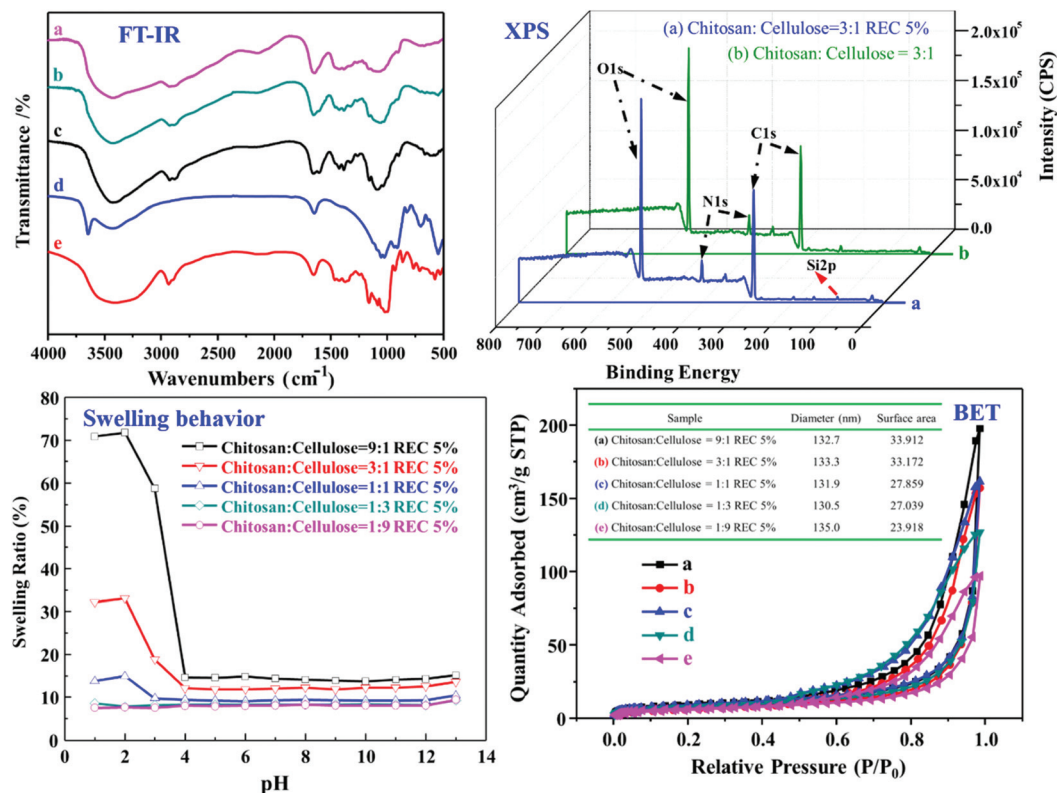 FT-IR
a
b
c
d
e
Transmittance /%
4000 3500 3000 2500 2000 1500 1000 500
Wavenumbers (cm⁻¹)
XPS
(a) Chitosan: Cellulose=3:1 REC 5%
(b) Chitosan: Cellulose = 3:1
O1s
C1s
N1s
Si2p
b
a
2.0x10⁵
1.5x10⁵
1.0x10⁵
5.0x10⁴
0.0
Intensity (CPS)
800 700 600 500 400 300 200 100 0
Binding Energy
Swelling behavior
Chitosan:Cellulose=9:1 REC 5%
Chitosan:Cellulose=3:1 REC 5%
Chitosan:Cellulose=1:1 REC 5%
Chitosan:Cellulose=1:3 REC 5%
Chitosan:Cellulose=1:9 REC 5%
80
70
60
50
40
30
20
10
0
Swelling Ratio (%)
0 2 4 6 8 10 12 14
pH
BET
Sample Diameter (nm) Surface area
(a) Chitosan:Cellulose = 9:1 REC 5% 132.7 33.912
(b) Chitosan:Cellulose = 3:1 REC 5% 133.3 33.172
(c) Chitosan:Cellulose = 1:1 REC 5% 131.9 27.859
(d) Chitosan:Cellulose = 1:3 REC 5% 130.5 27.039
(e) Chitosan:Cellulose = 1:9 REC 5% 135.0 23.918
a
b
c
d
e
200
150
100
50
0
Quantity Adsorbed (cm³/g STP)
0.0 0.2 0.4 0.6 0.8 1.0
Relative Pressure (P/P₀)